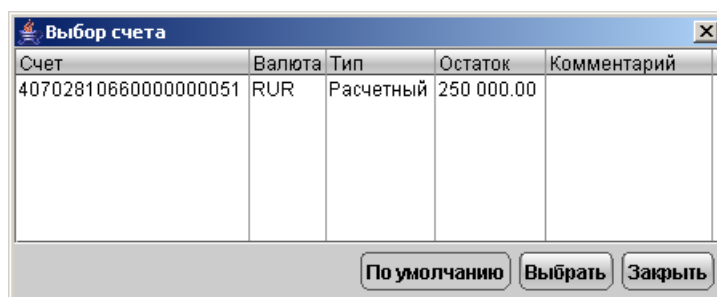 Выбор счета
Счет Валюта Тип Остаток Комментарий
40702810660000000051 RUR Расчетный 250 000.00
По умолчанию Выбрать Закрыть